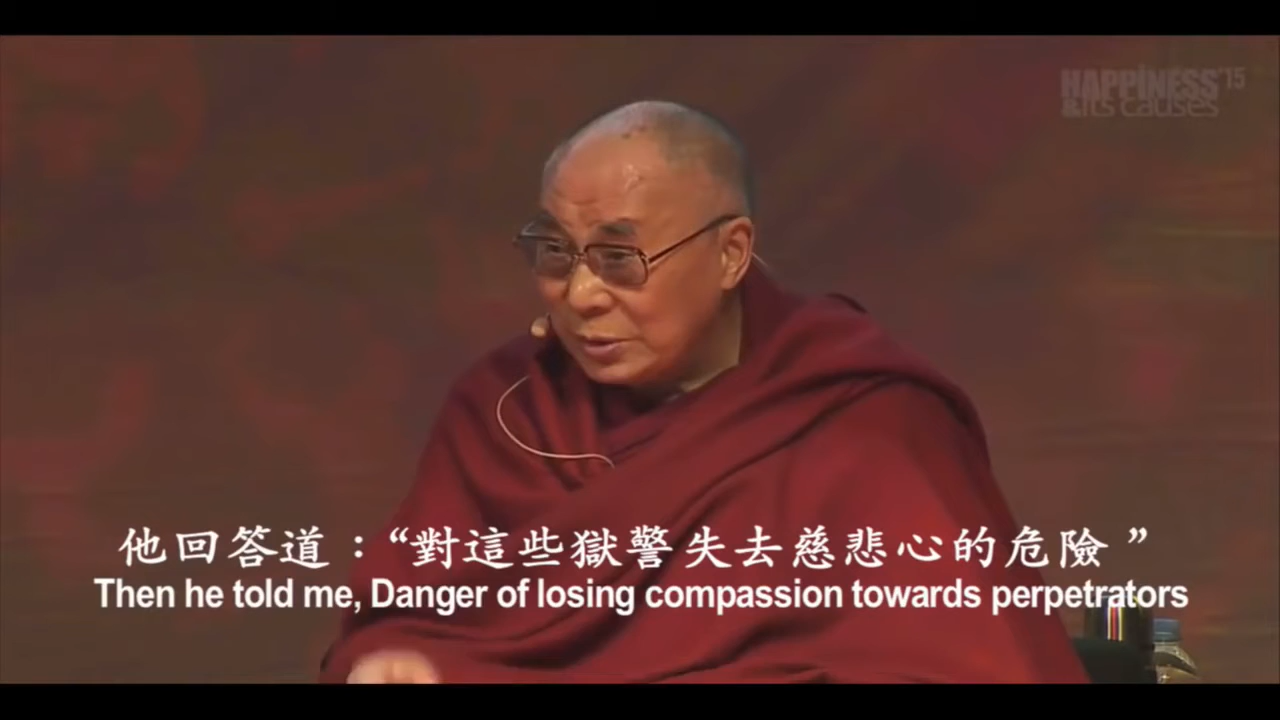 HAPPINESS'15
& its causes
他回答道：“對這些獄警失去慈悲心的危險”
Then he told me, Danger of losing compassion towards perpetrators